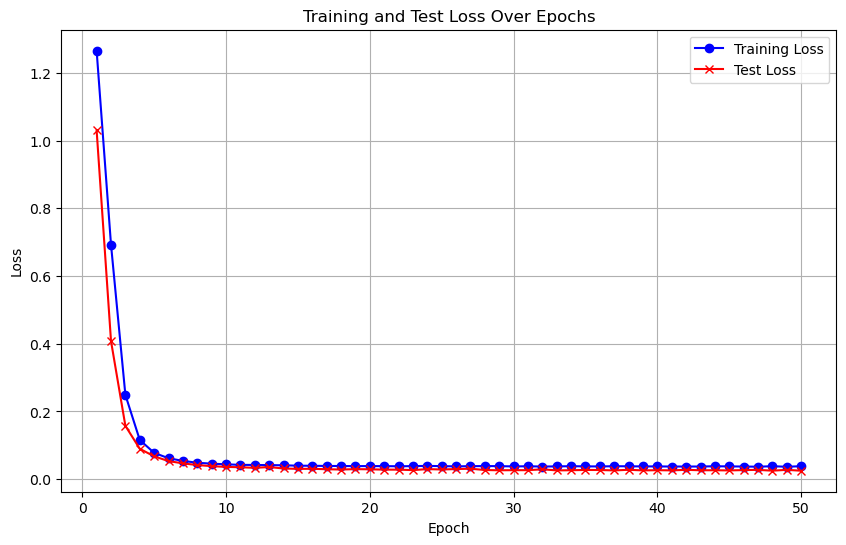 Training and Test Loss Over Epochs
Training Loss
Test Loss
Loss
1.2
1.0
0.8
0.6
0.4
0.2
0.0
0
10
20
30
40
50
Epoch